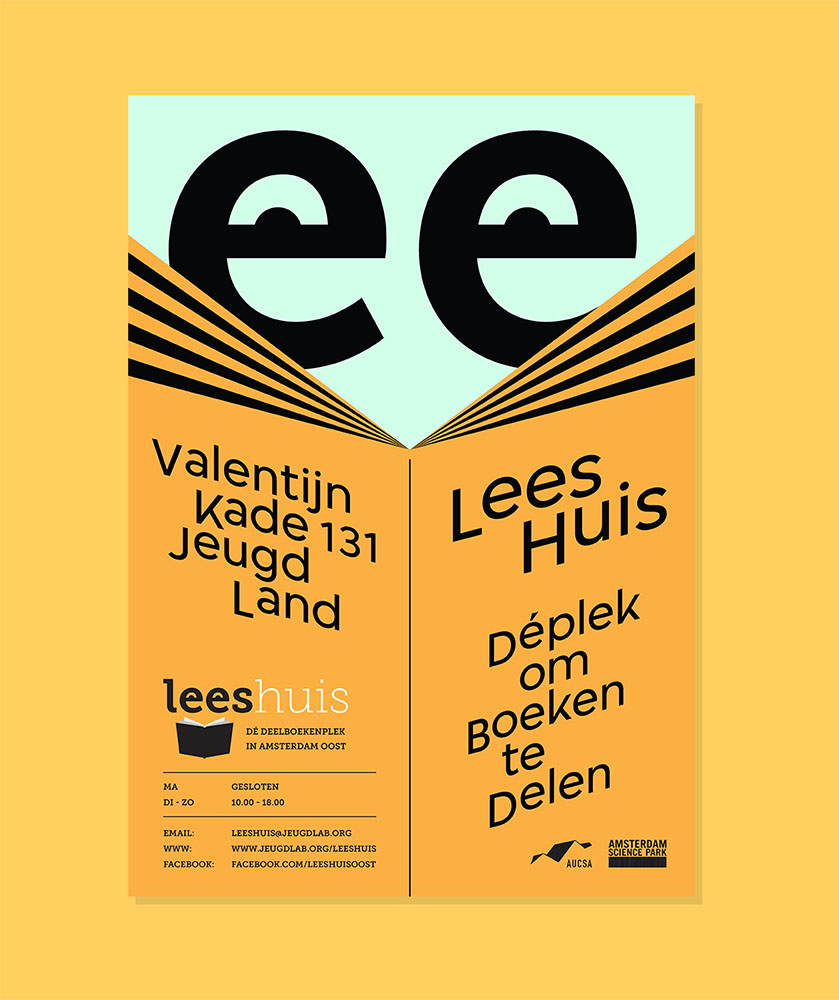 ee
Valentijn
Kade 131
Jeugd
Land
Lees
Huis
Déplek
om
Boeken
te
Delen
leeshuis
DÉ DEELBOEKENPLEK
IN AMSTERDAM OOST
MA GESLOTEN
DI - ZO 10.00 - 18.00
EMAIL: LEESHUIS@JEUGDLAB.ORG
WWW: WWW.JEUGDLAB.ORG/LEESHUIS
FACEBOOK: FACEBOOK.COM/LEESHUISOOST
AUCSA
AMSTERDAM
SCIENCE PARK